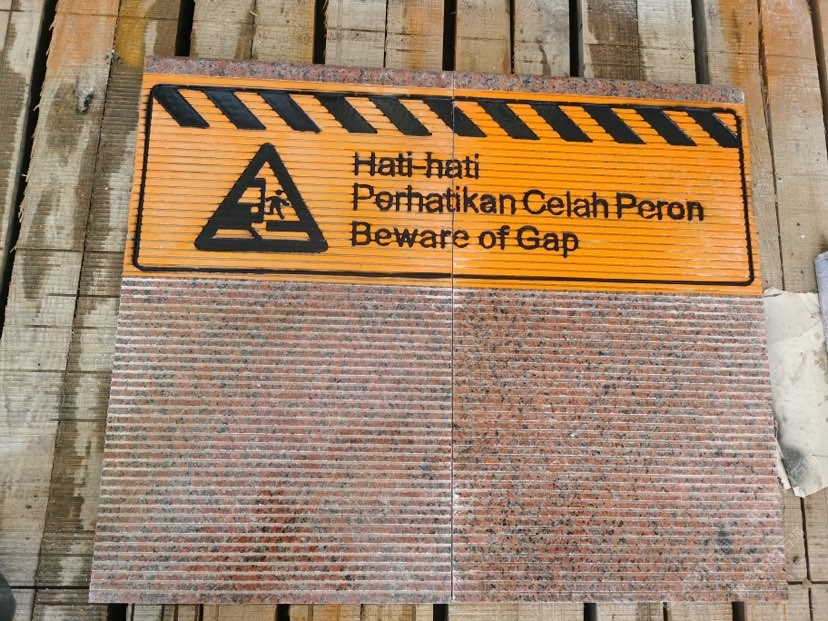 Hati-hati
Perhatikan Celah Peron
Beware of Gap